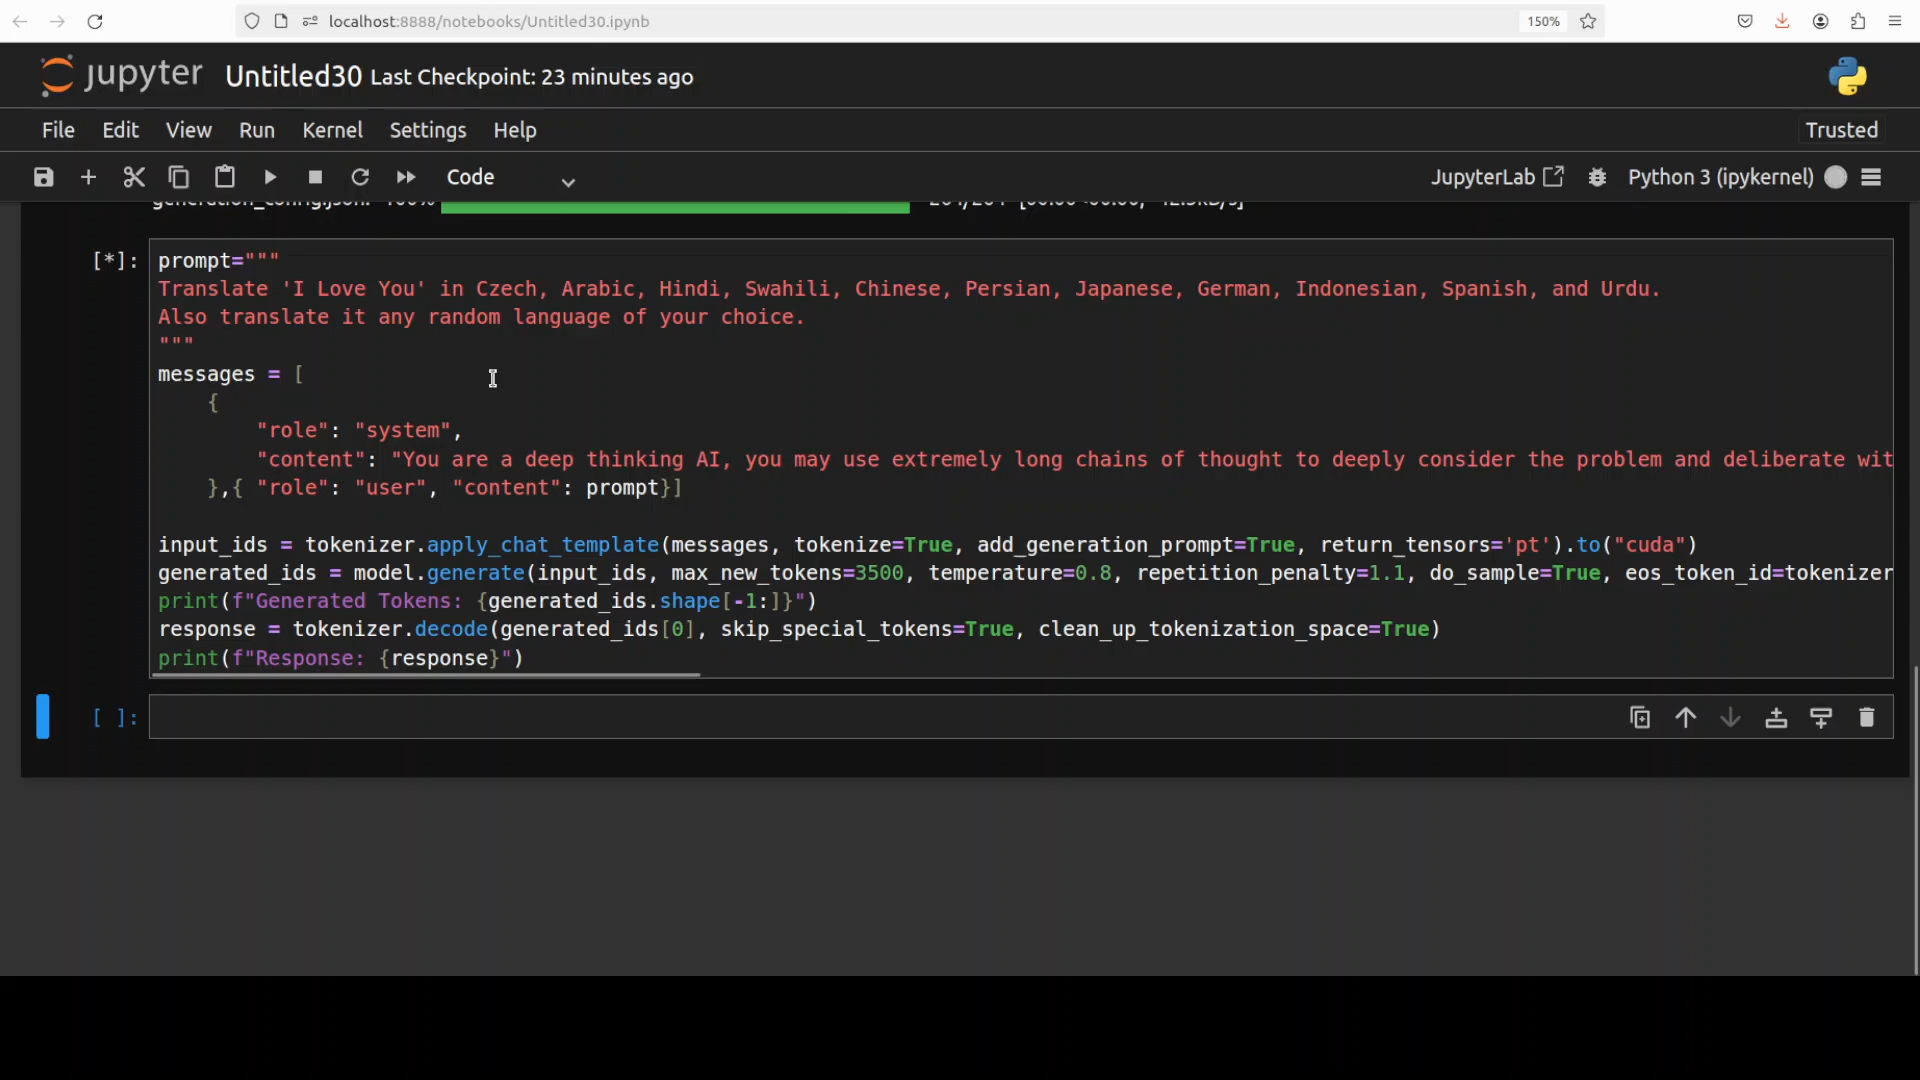 localhost:8888/notebooks/Untitled30.ipynb
150%
jupyter Untitled30 Last Checkpoint: 23 minutes ago
File Edit View Run Kernel Settings Help
Trusted
Code
JupyterLab
Python 3 (ipykernel)
generation_config.json: 100%
[*]:
prompt="""
Translate 'I Love You' in Czech, Arabic, Hindi, Swahili, Chinese, Persian, Japanese, German, Indonesian, Spanish, and Urdu.
Also translate it any random language of your choice.
"""
messages = [
    {
        "role": "system",
        "content": "You are a deep thinking AI, you may use extremely long chains of thought to deeply consider the problem and deliberate wit
    },{ "role": "user", "content": prompt}]
input_ids = tokenizer.apply_chat_template(messages, tokenize=True, add_generation_prompt=True, return_tensors='pt').to("cuda")
generated_ids = model.generate(input_ids, max_new_tokens=3500, temperature=0.8, repetition_penalty=1.1, do_sample=True, eos_token_id=tokenizer
print(f"Generated Tokens: {generated_ids.shape[-1:]}")
response = tokenizer.decode(generated_ids[0], skip_special_tokens=True, clean_up_tokenization_space=True)
print(f"Response: {response}")
[ ]: